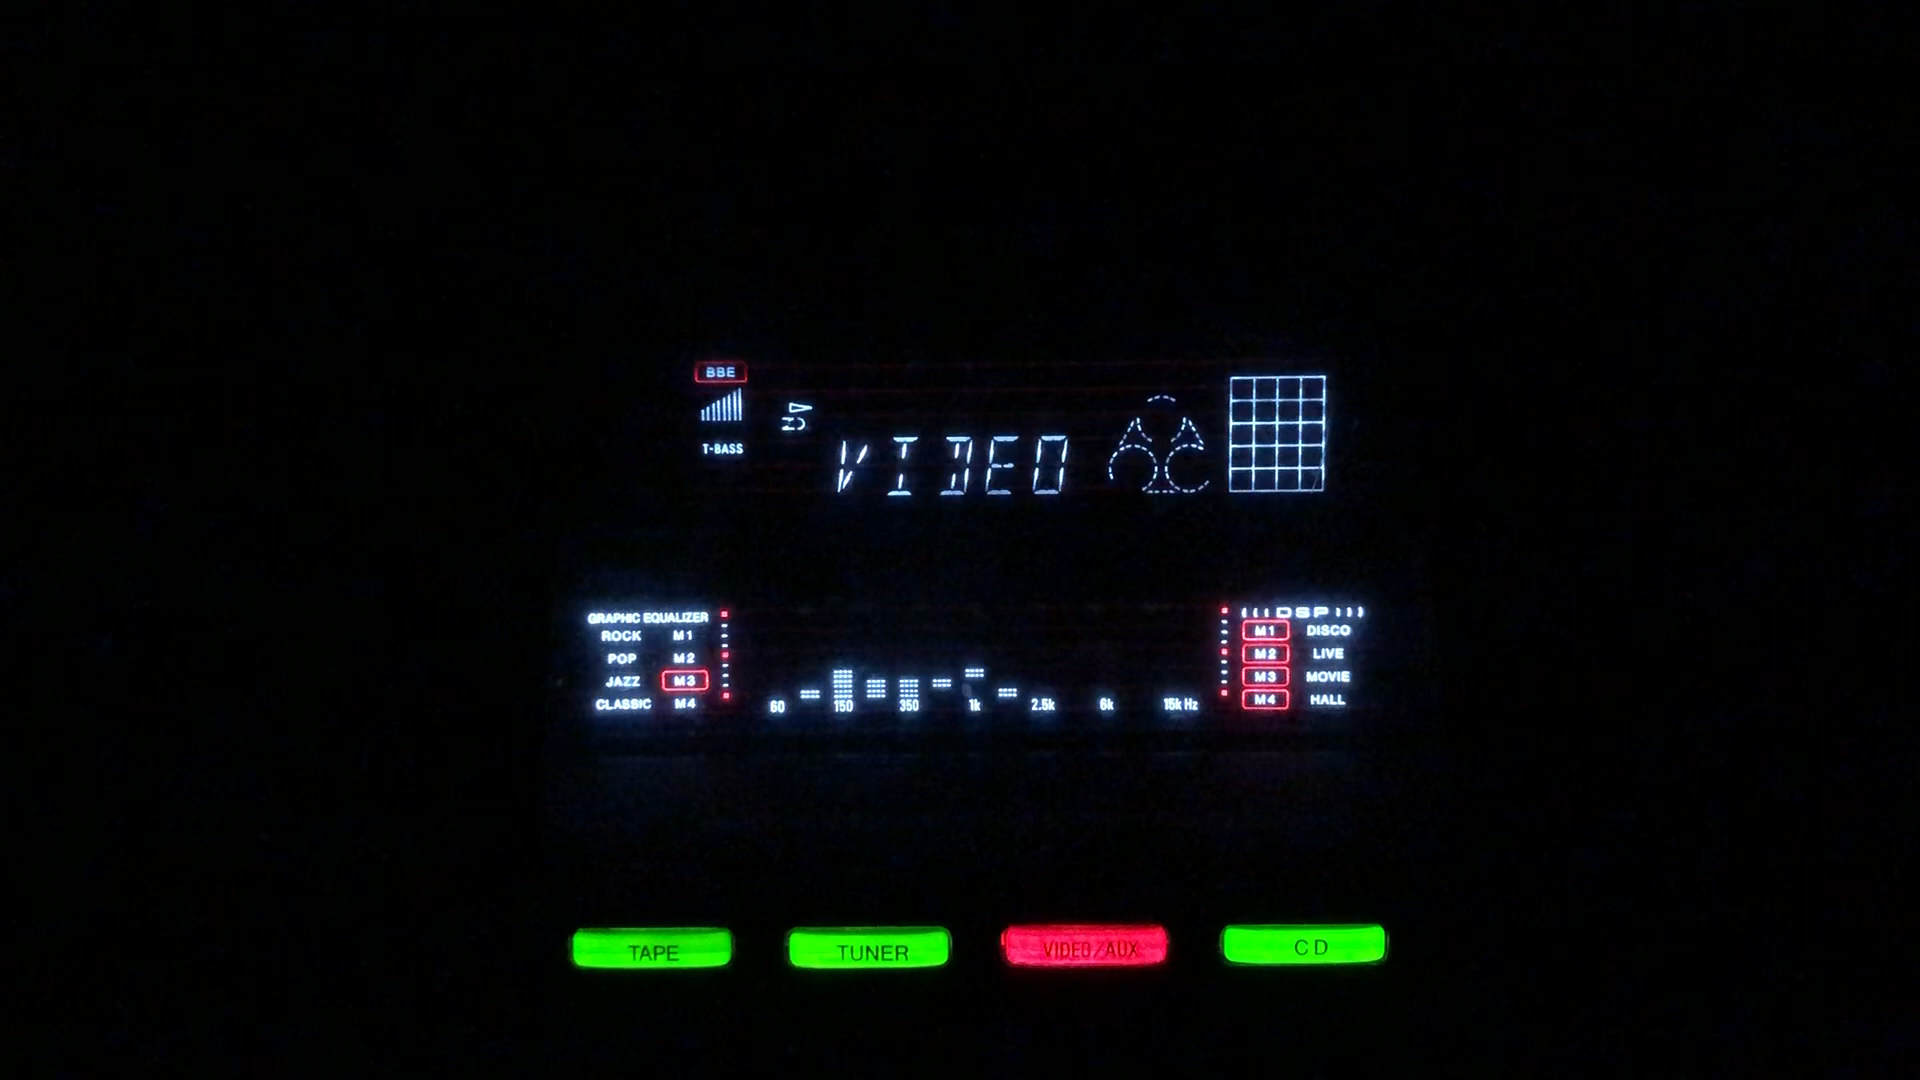 BBE
T-BASS
VIDEO
GRAPHIC EQUALIZER
ROCK M1
POP M2
JAZZ M3
CLASSIC M4
60 150 350 1k 2.5k 6k 15k Hz
DSP
M1 DISCO
M2 LIVE
M3 MOVIE
M4 HALL
TAPE TUNER VIDEO/AUX CD